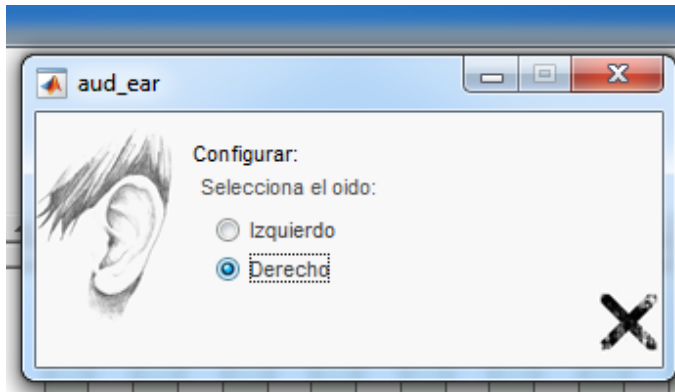 aud_ear
Configurar:
Selecciona el oido:
Izquierdo
Derecho